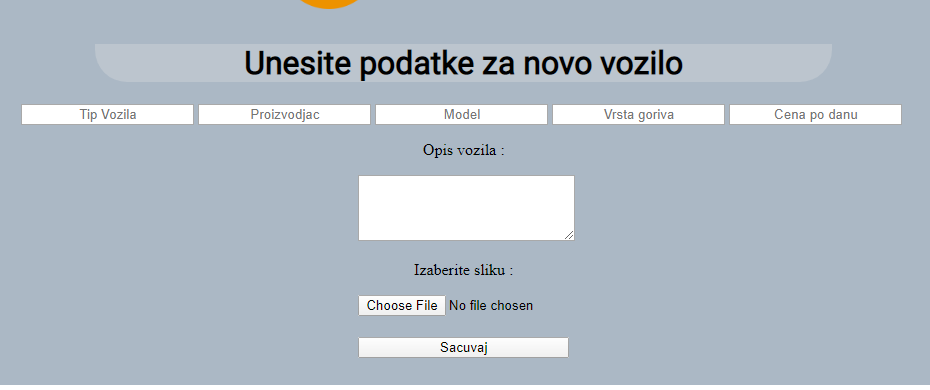 Unesite podatke za novo vozilo
Tip Vozila Proizvodjac Model Vrsta goriva Cena po danu
Opis vozila :
Izaberite sliku :
Choose File No file chosen
Sacuvaj